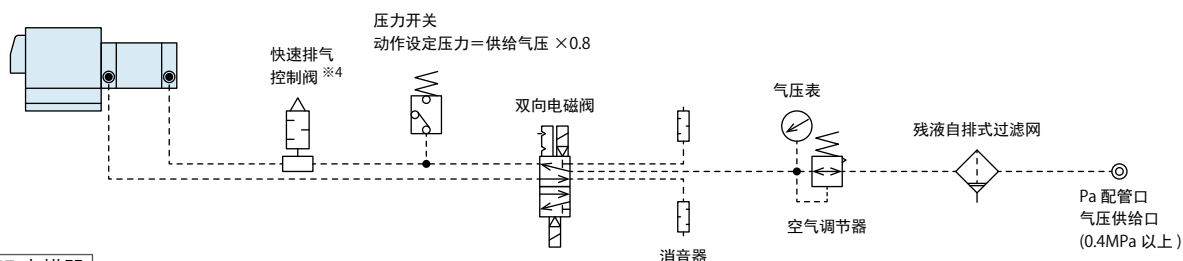 压力开关
动作设定压力＝供给气压 ×0.8
快速排气
控制阀 ※4
双向电磁阀
气压表
残液自排式过滤网
Pa 配管口
气压供给口
(0.4MPa 以上 )
空气调节器
消音器